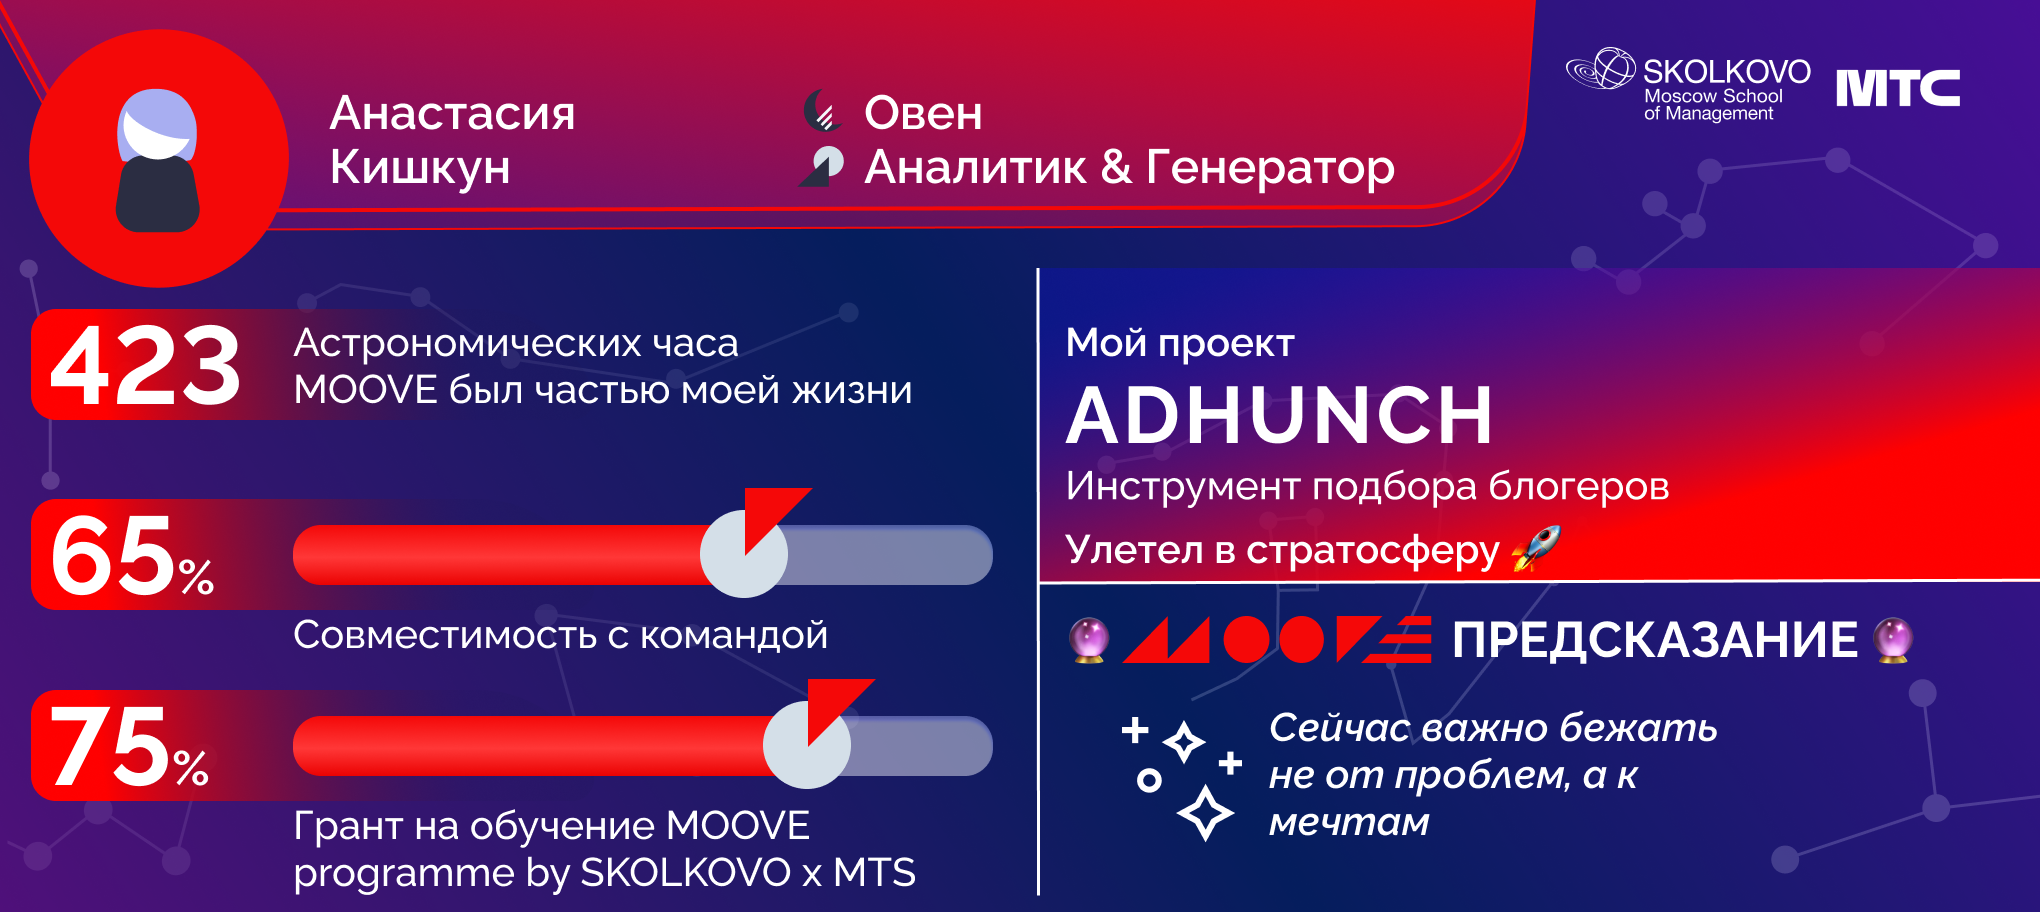 Анастасия
Кишкун
Овен
Аналитик & Генератор
SKOLKOVO
Moscow School
of Management
МТС
423
Астрономических часа
MOOVE был частью моей жизни
65%
Совместимость с командой
75%
Грант на обучение MOOVE
programme by SKOLKOVO x MTS
Мой проект
ADHUNCH
Инструмент подбора блогеров
Улетел в стратосферу 🚀
🔮 MOOVE ПРЕДСКАЗАНИЕ 🔮
Сейчас важно бежать
не от проблем, а к
мечтам